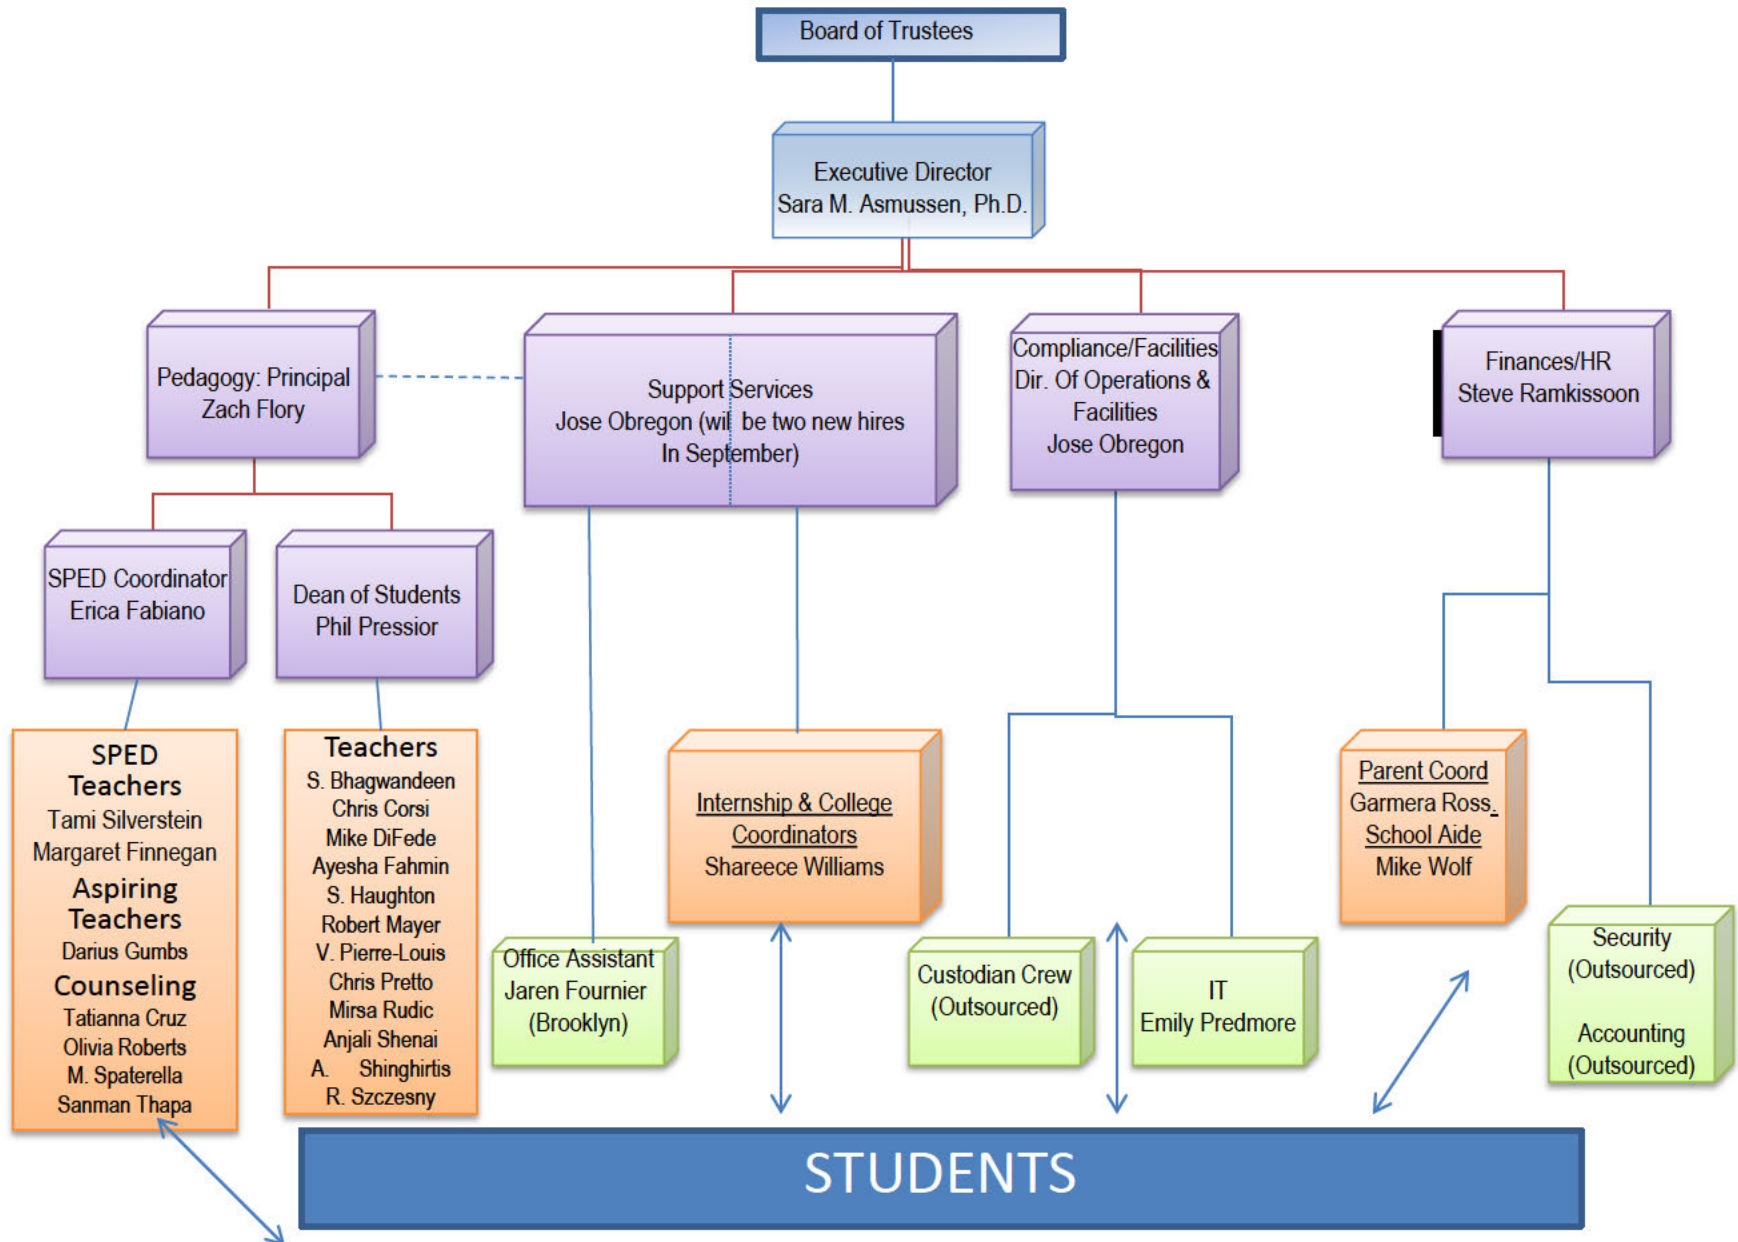 Board of Trustees
Executive Director
Sara M. Asmussen, Ph.D.
Pedagogy: Principal
Zach Flory
Support Services
Jose Obregon (wil be two new hires
In September)
Compliance/Facilities
Dir. Of Operations &
Facilities
Jose Obregon
Finances/HR
Steve Ramkissoon
SPED Coordinator
Erica Fabiano
Dean of Students
Phil Pressior
SPED
Teachers
Tami Silverstein
Margaret Finnegan
Aspiring
Teachers
Darius Gumbs
Counseling
Tatianna Cruz
Olivia Roberts
M. Spaterella
Sanman Thapa
Teachers
S. Bhagwandeen
Chris Corsi
Mike DiFede
Ayesha Fahmin
S. Haughton
Robert Mayer
V. Pierre-Louis
Chris Pretto
Mirsa Rudic
Anjali Shenai
A. Shinghirtis
R. Szczesny
Office Assistant
Jaren Fournier
(Brooklyn)
Internship & College
Coordinators
Shareece Williams
Custodian Crew
(Outsourced)
IT
Emily Predmore
Parent Coord
Garmera Ross.
School Aide
Mike Wolf
Security
(Outsourced)
Accounting
(Outsourced)
STUDENTS